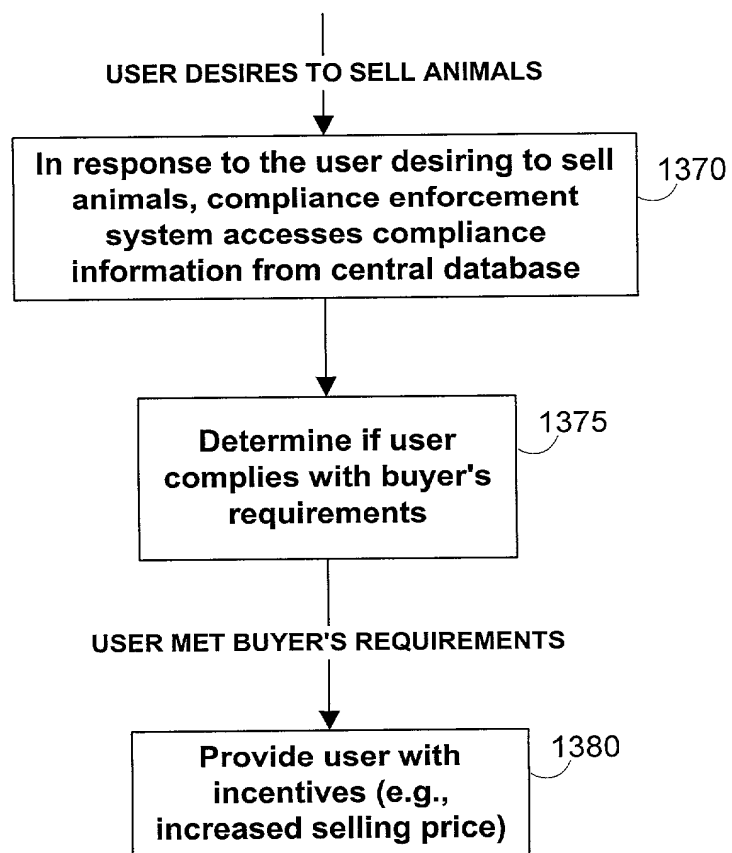 USER DESIRES TO SELL ANIMALS
In response to the user desiring to sell
animals, compliance enforcement
system accesses compliance
information from central database
1370
Determine if user
complies with buyer's
requirements
1375
USER MET BUYER'S REQUIREMENTS
Provide user with
incentives (e.g.,
increased selling price)
1380